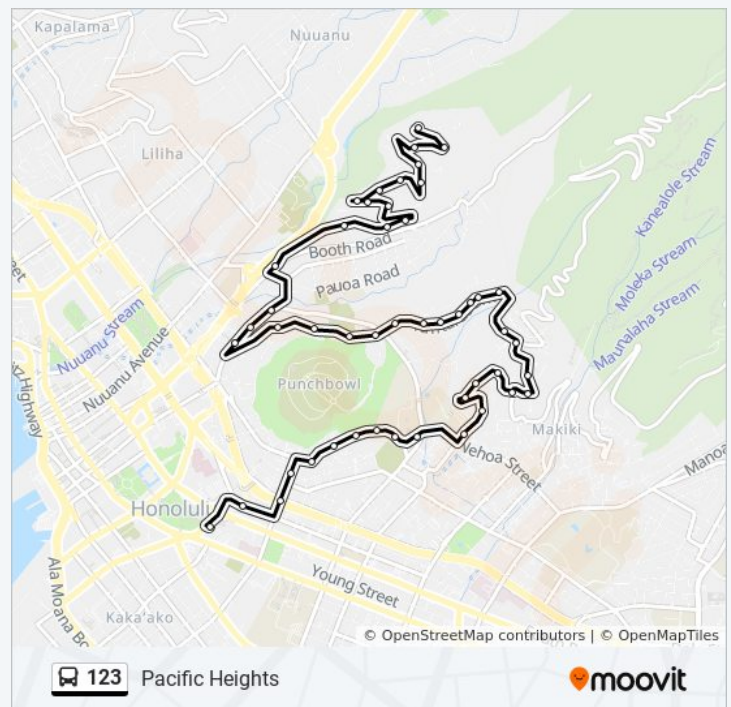 Kapalama
Nuuanu
Liliha
Kanealole Stream
Booth Road
Moleka Stream
Pauoa Road
Maunalaha Stream
Nuuanu Stream
Nuuanu Avenue
Punchbowl
Makiki
Nehoa Street
Manoa
Highway
Honolulu
Ala Moana Bo
Young Street
Kaka'ako
© OpenStreetMap contributors | © OpenMapTiles
123 Pacific Heights
moovit